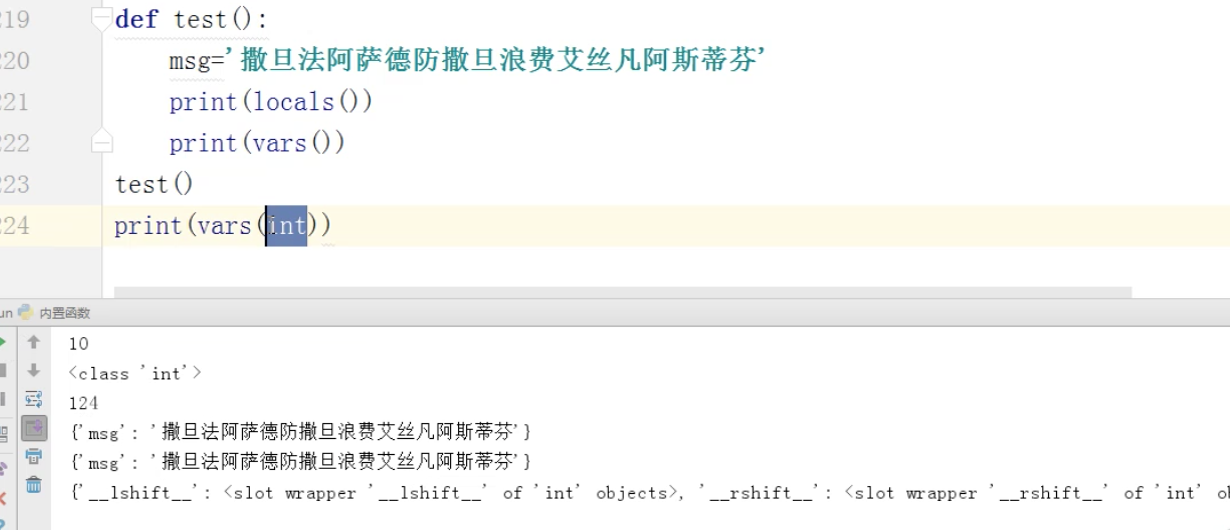 219 def test():
220 msg='撒旦法阿萨德防撒旦浪费艾丝凡阿斯蒂芬'
221 print(locals())
222 print(vars())
223 test()
224 print(vars(int))
un 内置函数
10
<class 'int'>
124
{'msg': '撒旦法阿萨德防撒旦浪费艾丝凡阿斯蒂芬'}
{'msg': '撒旦法阿萨德防撒旦浪费艾丝凡阿斯蒂芬'}
{'__lshift__': <slot wrapper '__lshift__' of 'int' objects>, '__rshift__': <slot wrapper '__rshift__' of 'int' ob